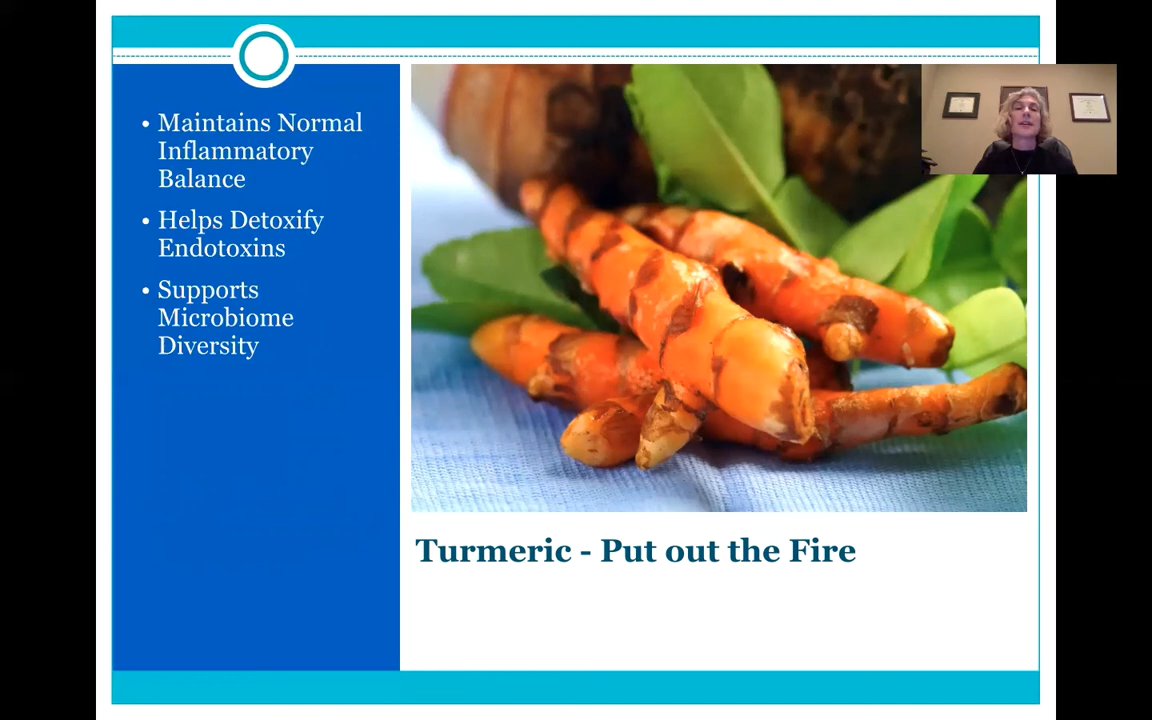 • Maintains Normal
Inflammatory
Balance
• Helps Detoxify
Endotoxins
• Supports
Microbiome
Diversity
Turmeric - Put out the Fire